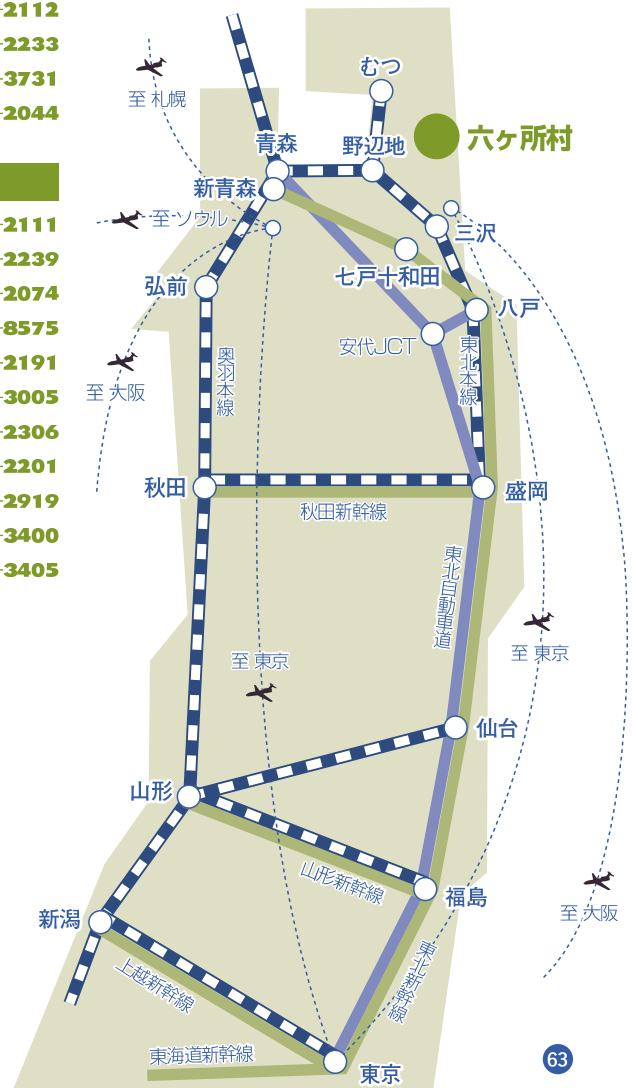 2112
2233
3731
2044
2111
2239
2074
8575
2191
3005
2306
2201
2919
3400
3405
むつ
至 札幌
六ヶ所村
青森
野辺地
新青森
至 ソウル
三沢
七戸十和田
弘前
八戸
安代JCT
東北本線
奥羽本線
至 大阪
秋田
盛岡
秋田新幹線
東北自動車道
至 東京
至 東京
仙台
山形
山形新幹線
福島
至 大阪
新潟
上越新幹線
東北新幹線
東海道新幹線
東京
63